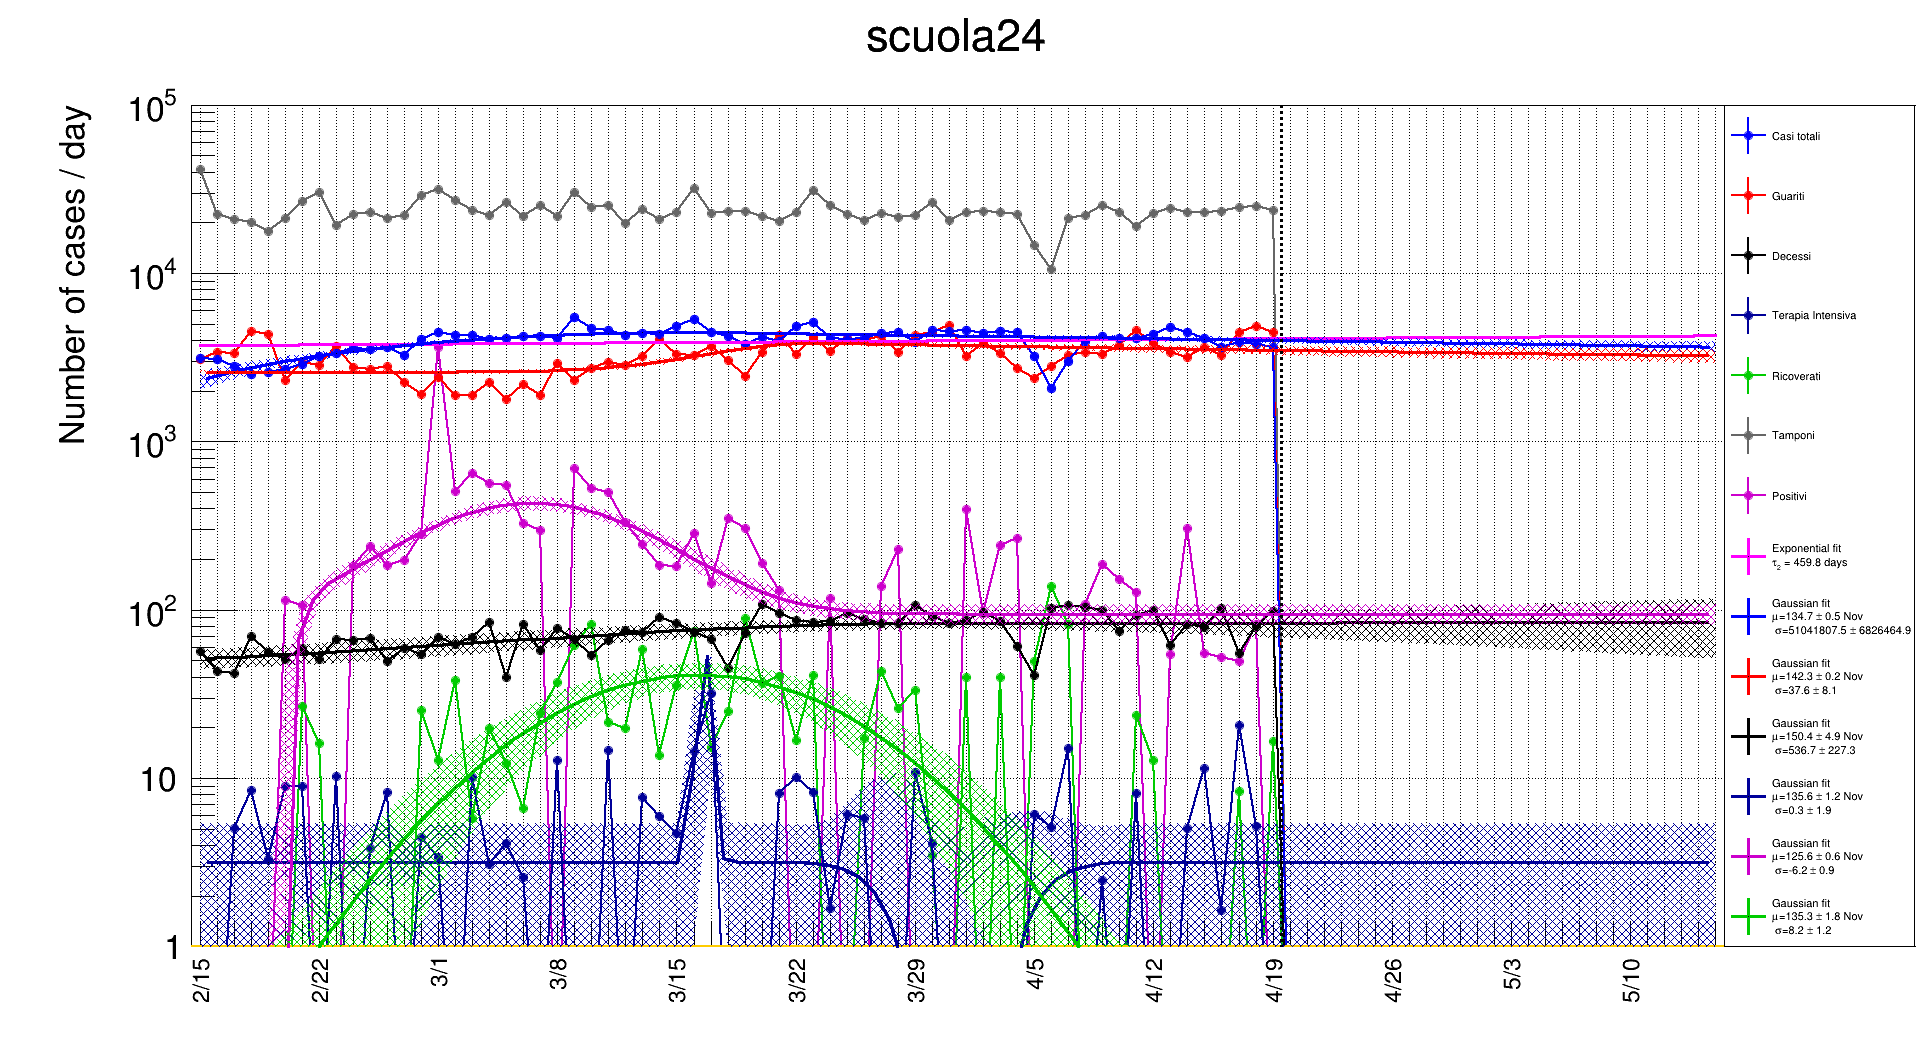 scuola24
Number of cases / day
10^5
10^4
10^3
10^2
10
1
2/15
2/22
3/1
3/8
3/15
3/22
3/29
4/5
4/12
4/19
4/26
5/3
5/10
Casi totali
Guariti
Decessi
Terapia Intensiva
Ricoverati
Tamponi
Positivi
Exponential fit
τ₂ = 459.8 days
Gaussian fit
μ=134.7 ± 0.5 Nov
σ=51041807.5 ± 6826464.9
Gaussian fit
μ=142.3 ± 0.2 Nov
σ=37.6 ± 8.1
Gaussian fit
μ=150.4 ± 4.9 Nov
σ=536.7 ± 227.3
Gaussian fit
μ=135.6 ± 1.2 Nov
σ=0.3 ± 1.9
Gaussian fit
μ=125.6 ± 0.6 Nov
σ=-6.2 ± 0.9
Gaussian fit
μ=135.3 ± 1.8 Nov
σ=8.2 ± 1.2